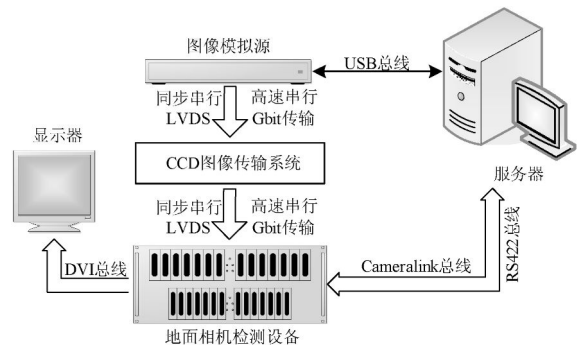 图像模拟源
USB总线
同步串行 高速串行
LVDS Gbit传输
显示器
CCD图像传输系统
服务器
同步串行 高速串行
LVDS Gbit传输
DVI总线
Cameralink总线
RS422总线
地面相机检测设备